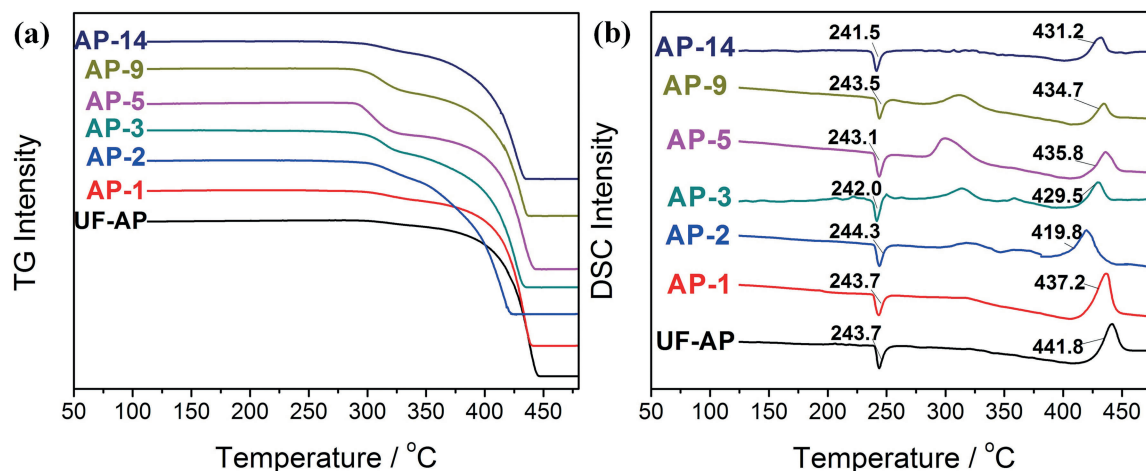 (a)
AP-14
AP-9
AP-5
AP-3
AP-2
AP-1
UF-AP
TG Intensity
50 100 150 200 250 300 350 400 450
Temperature / °C
(b)
AP-14
241.5
431.2
AP-9
243.5
434.7
AP-5
243.1
435.8
AP-3
242.0
429.5
AP-2
244.3
419.8
AP-1
243.7
437.2
UF-AP
243.7
441.8
DSC Intensity
50 100 150 200 250 300 350 400 450
Temperature / °C